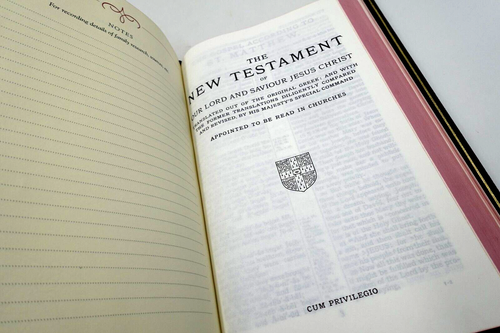 NOTES
For recording details of family research,
THE
NEW TESTAMENT
OF
OUR LORD AND SAVIOUR JESUS CHRIST
TRANSLATED OUT OF THE ORIGINAL GREEK: AND WITH
THE FORMER TRANSLATIONS DILIGENTLY COMPARED
AND REVISED, BY HIS MAJESTY'S SPECIAL COMMAND
APPOINTED TO BE READ IN CHURCHES
CUM PRIVILEGIO